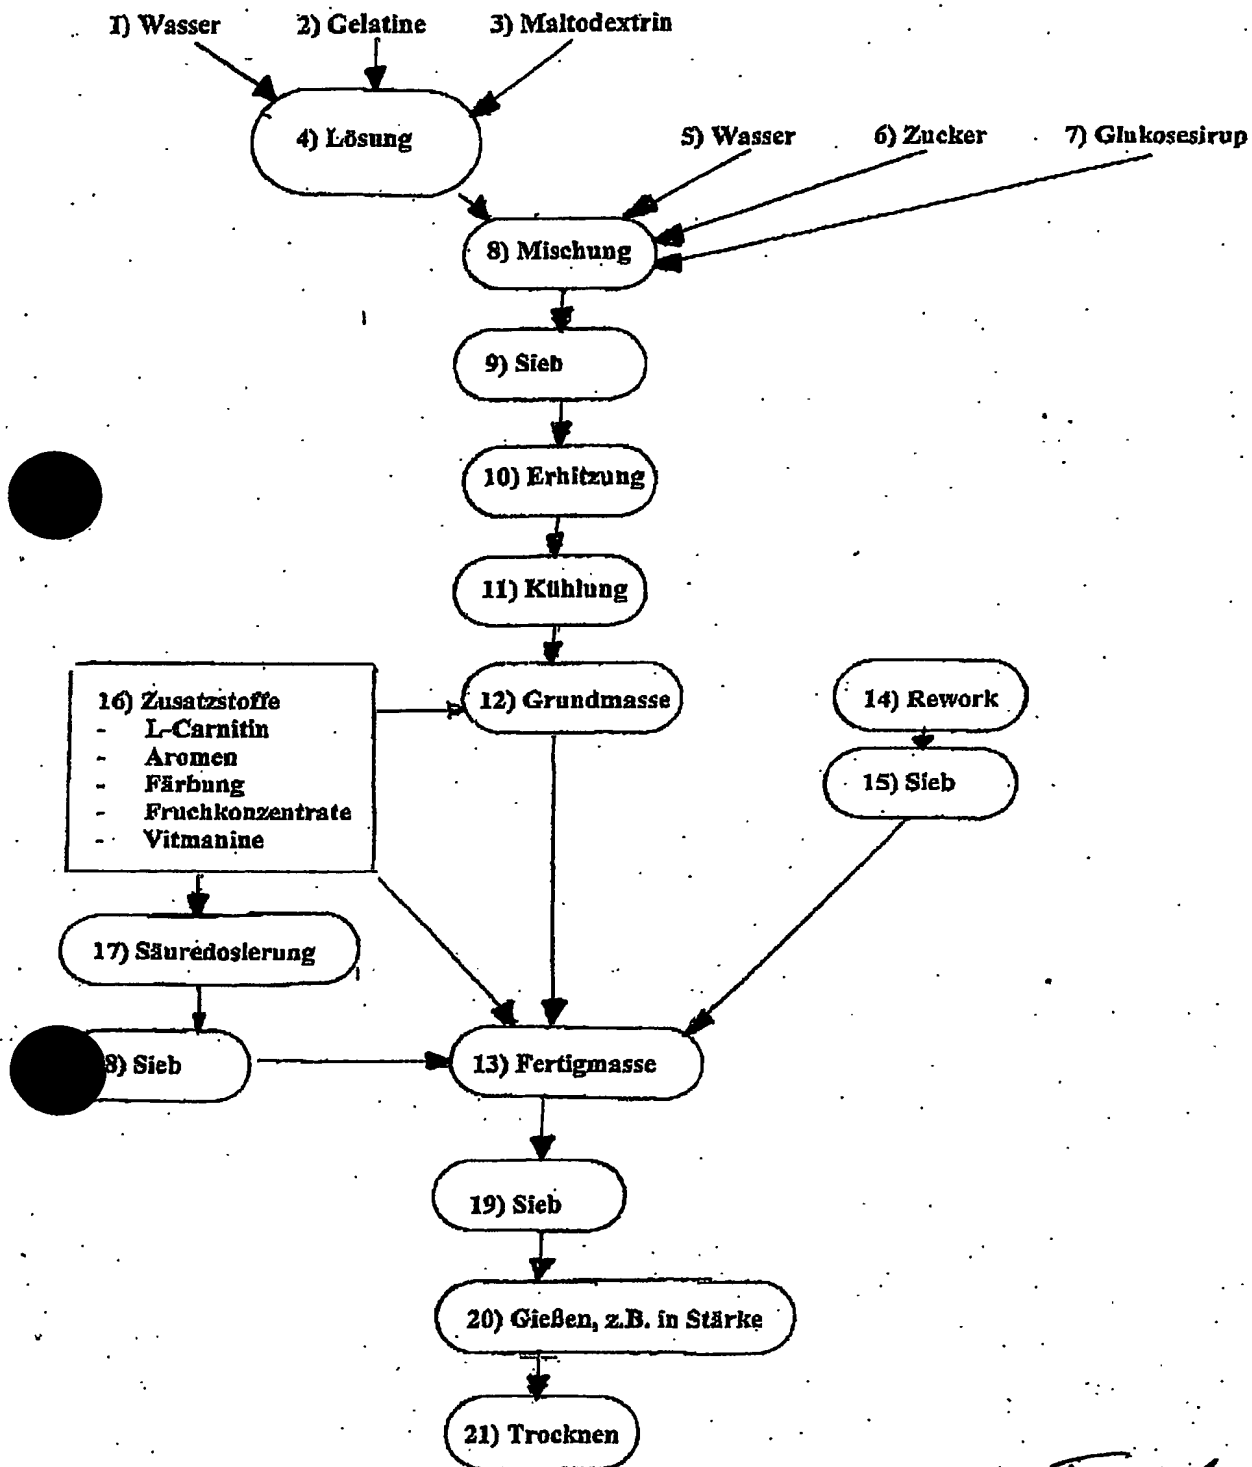 1) Wasser
2) Gelatine
3) Maltodextrin
4) Lösung
5) Wasser
6) Zucker
7) Glukosesirup
8) Mischung
9) Sieb
10) Erhitzung
11) Kühlung
16) Zusatzstoffe
- L-Carnitin
- Aromen
- Färbung
- Fruchkonzentrate
- Vitmanine
12) Grundmasse
14) Rework
15) Sieb
17) Säuredosierung
8) Sieb
13) Fertigmasse
19) Sieb
20) Gießen, z.B. in Stärke
21) Trocknen